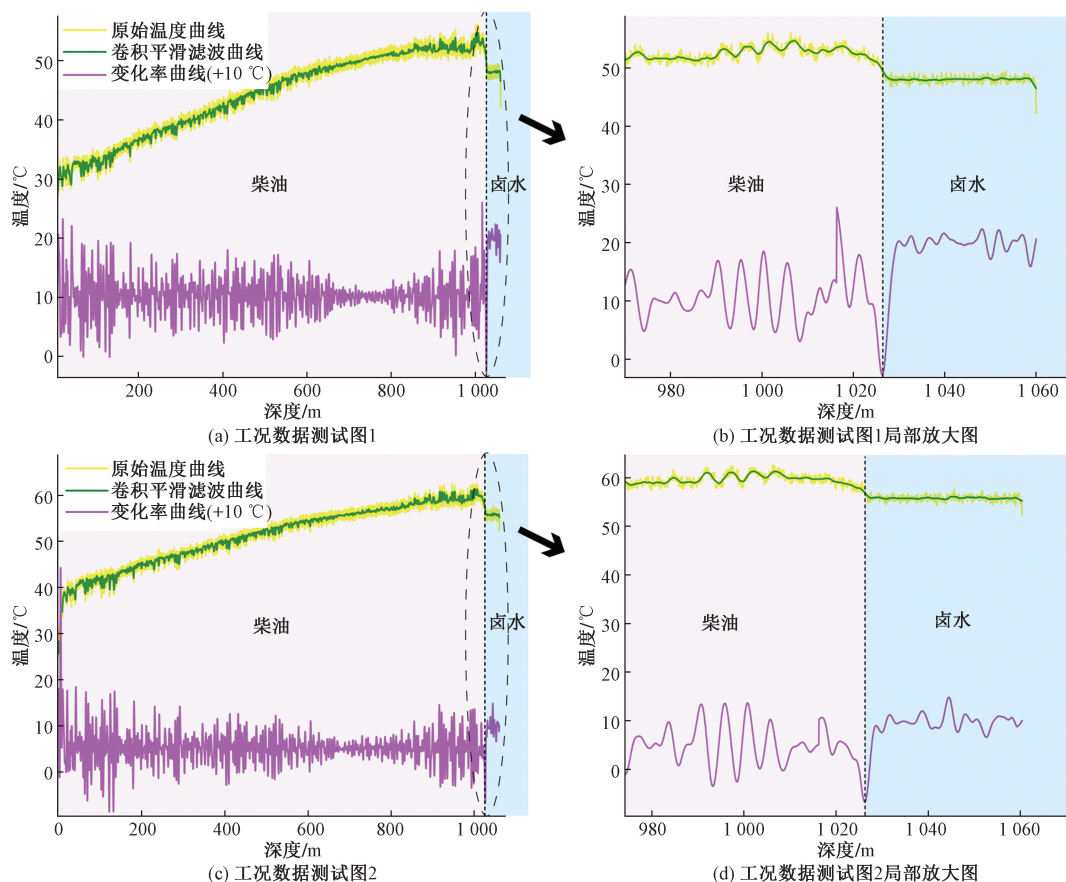 原始温度曲线
卷积平滑滤波曲线
变化率曲线(+10 ℃)
温度/℃
50
40
30
20
10
0
柴油
卤水
200
400
600
800
1 000
深度/m
(a) 工况数据测试图1
温度/℃
50
40
30
20
10
0
柴油
卤水
980
1 000
1 020
1 040
1 060
深度/m
(b) 工况数据测试图1局部放大图
原始温度曲线
卷积平滑滤波曲线
变化率曲线(+10 ℃)
温度/℃
60
50
40
30
20
10
0
柴油
卤水
0
200
400
600
800
1 000
深度/m
(c) 工况数据测试图2
温度/℃
60
50
40
30
20
10
0
柴油
卤水
980
1 000
1 020
1 040
1 060
深度/m
(d) 工况数据测试图2局部放大图